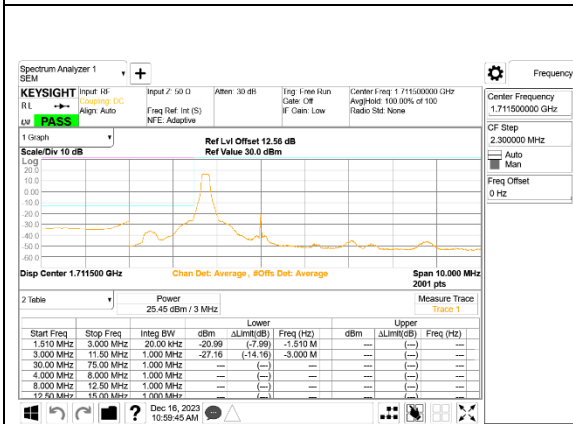 Spectrum Analyzer 1
SEM
Frequency
KEYSIGHT Input: RF Input Z: 50 Ω Atten: 30 dB Trig: Free Run Center Freq: 1.711500000 GHz
RL Coupling: DC Gate: Off Avg|Hold: 100.00% of 100
Align: Auto Freq Ref: Int (S) IF Gain: Low Radio Std: None
PASS NFE: Adaptive
Center Frequency
1.711500000 GHz
CF Step
2.300000 MHz
Auto
Man
Freq Offset
0 Hz
1 Graph
Ref Lvl Offset 12.56 dB
Scale/Div 10 dB Ref Value 30.0 dBm
Log
20.0
10.0
0.00
-10.0
-20.0
-30.0
-40.0
-50.0
-60.0
Disp Center 1.711500 GHz Chan Det: Average, #Offs Det: Average Span 10.000 MHz
2001 pts
2 Table Power Measure Trace
25.45 dBm / 3 MHz Trace 1
Lower Upper
Start Freq Stop Freq Integ BW dBm ΔLimit(dB) Freq (Hz) dBm ΔLimit(dB) Freq (Hz)
1.510 MHz 3.000 MHz 20.00 kHz -20.99 (-7.99) -1.510 M --- (---) ---
3.000 MHz 11.50 MHz 1.000 MHz -27.16 (-14.16) -3.000 M --- (---) ---
30.00 MHz 75.00 MHz 1.000 MHz --- (---) --- --- (---) ---
4.000 MHz 8.000 MHz 1.000 MHz --- (---) --- --- (---) ---
8.000 MHz 12.50 MHz 1.000 MHz --- (---) --- --- (---) ---
12.50 MHz 15.00 MHz 1.000 MHz --- (---) --- --- (---) ---
Dec 16, 2023
10:59:45 AM